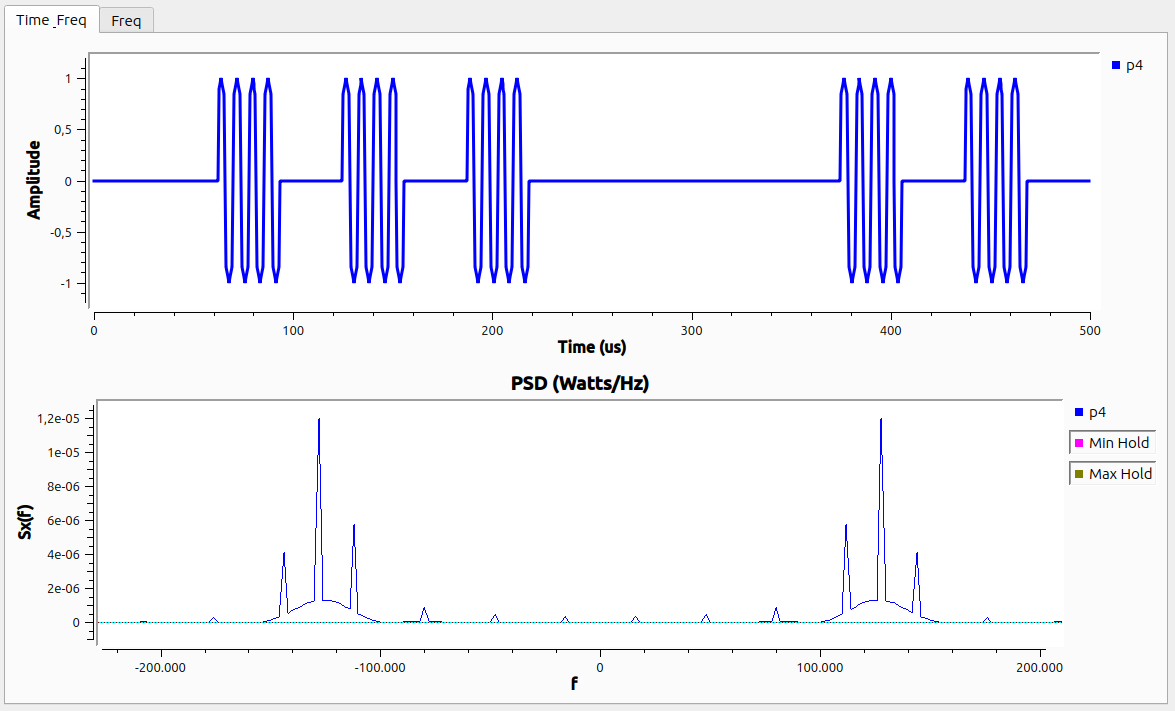 Time_Freq Freq
p4
Amplitude
1
0,5
0
-0,5
-1
0 100 200 300 400 500
Time (us)
PSD (Watts/Hz)
p4
Min Hold
Max Hold
Sx(f)
1,2e-05
1e-05
8e-06
6e-06
4e-06
2e-06
0
-200.000 -100.000 0 100.000 200.000
f